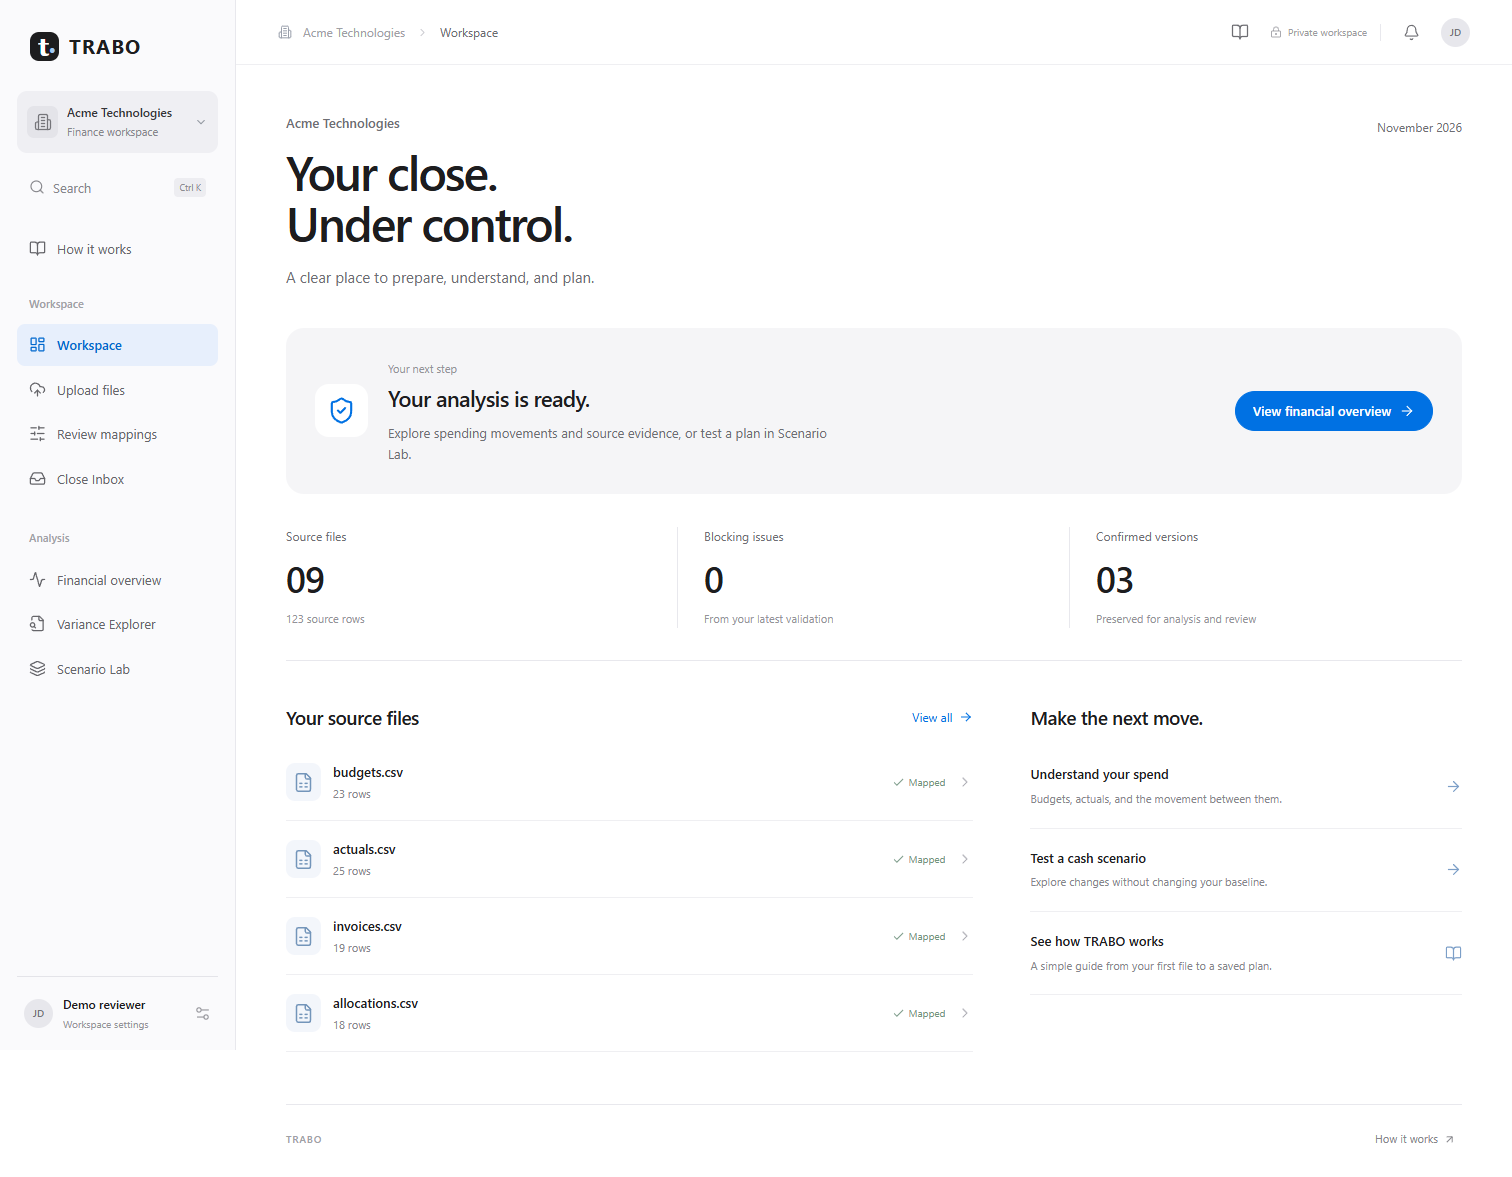 t.
TRABO
Acme Technologies
Finance workspace
Search
Ctrl K
How it works
Workspace
Workspace
Upload files
Review mappings
Close Inbox
Analysis
Financial overview
Variance Explorer
Scenario Lab
JD
Demo reviewer
Workspace settings
Acme Technologies
Workspace
Private workspace
JD
Acme Technologies
November 2026
Your close.
Under control.
A clear place to prepare, understand, and plan.
Your next step
Your analysis is ready.
Explore spending movements and source evidence, or test a plan in Scenario
Lab.
View financial overview
Source files
09
123 source rows
Blocking issues
0
From your latest validation
Confirmed versions
03
Preserved for analysis and review
Your source files
View all
budgets.csv
23 rows
Mapped
actuals.csv
25 rows
Mapped
invoices.csv
19 rows
Mapped
allocations.csv
18 rows
Mapped
Make the next move.
Understand your spend
Budgets, actuals, and the movement between them.
Test a cash scenario
Explore changes without changing your baseline.
See how TRABO works
A simple guide from your first file to a saved plan.
TRABO
How it works